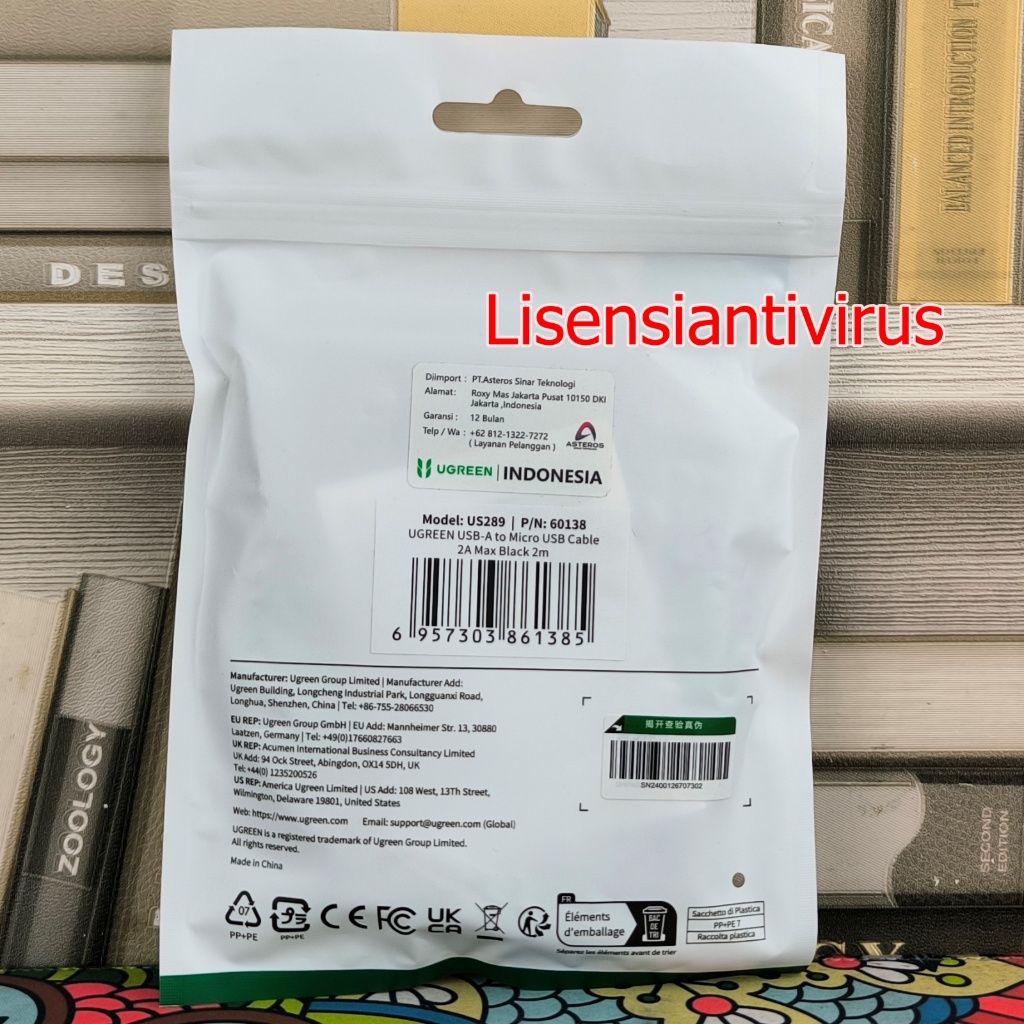 BALANCED INTRODUCTION
DES
Lisensiantivirus
Diimport : PT.Asteros Sinar Teknologi
Alamat: Roxy Mas Jakarta Pusat 10150 DKI
Jakarta ,Indonesia
Garansi : 12 Bulan
Telp / Wa : +62 812-1322-7272
( Layanan Pelanggan )
ASTEROS
UGREEN | INDONESIA
Model: US289 | P/N: 60138
UGREEN USB-A to Micro USB Cable
2A Max Black 2m
6 957303 861385
Manufacturer: Ugreen Group Limited | Manufacturer Add:
Ugreen Building, Longcheng Industrial Park, Longguanxi Road,
Longhua, Shenzhen, China | Tel: +86-755-28066530
EU REP: Ugreen Group GmbH | EU Add: Mannheimer Str. 13, 30880
Laatzen, Germany | Tel: +49(0)17660827663
UK REP: Acumen International Business Consultancy Limited
UK Add: 94 Ock Street, Abingdon, OX14 5DH, UK
Tel: +44(0) 1235200526
US REP: America Ugreen Limited | US Add: 108 West, 13Th Street,
Wilmington, Delaware 19801, United States
Web: https://www.ugreen.com Email: support@ugreen.com (Global)
UGREEN is a registered trademark of Ugreen Group Limited.
All rights reserved.
Made in China
揭开查验真伪
SN2400126707302
ZOOLOGY
SECOND
EDITION
07
PP+PE
PP+PE
CE FC UK
CA
FR
Éléments
d'emballage
BAC
DE
TRI
Séparez les éléments avant de trier
Sacchetto di Plastica
PP+PE 7
Raccolta plastica